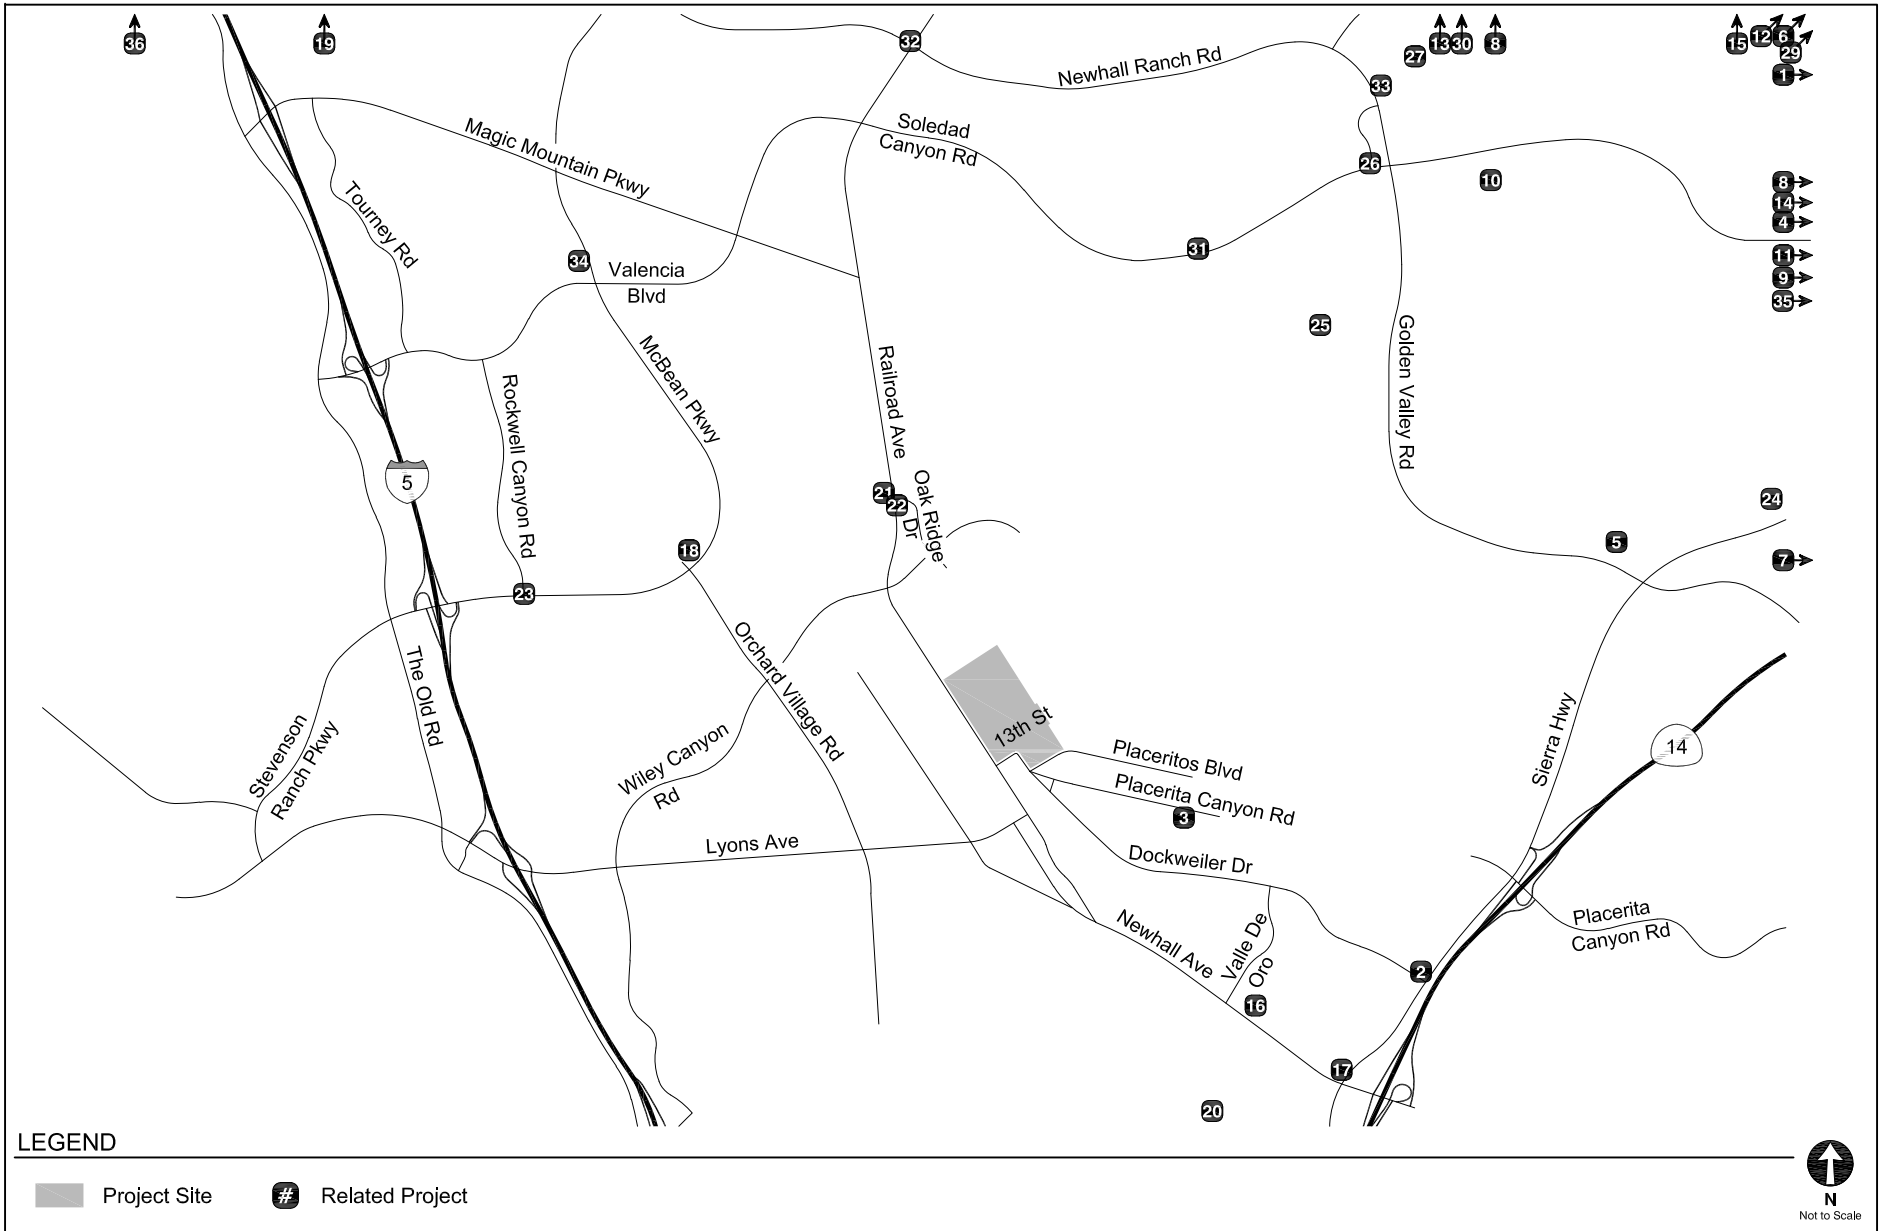 36
19
32
27
13
30
8
15
12
6
29
1
Newhall Ranch Rd
33
Magic Mountain Pkwy
Soledad
Canyon Rd
26
10
8
14
4
11
9
35
Tourney Rd
34
Valencia
Blvd
31
25
McBean Pkwy
Railroad Ave
Golden Valley Rd
Rockwell Canyon Rd
5
21
22
Oak Ridge
Dr
24
5
7
18
23
Orchard Village Rd
The Old Rd
Stevenson
Ranch Pkwy
Wiley Canyon
Rd
13th St
Placeritos Blvd
Placerita Canyon Rd
3
Sierra Hwy
14
Lyons Ave
Dockweiler Dr
Newhall Ave
Valle De
Oro
Placerita
Canyon Rd
2
16
17
20
LEGEND
Project Site
# Related Project
N
Not to Scale